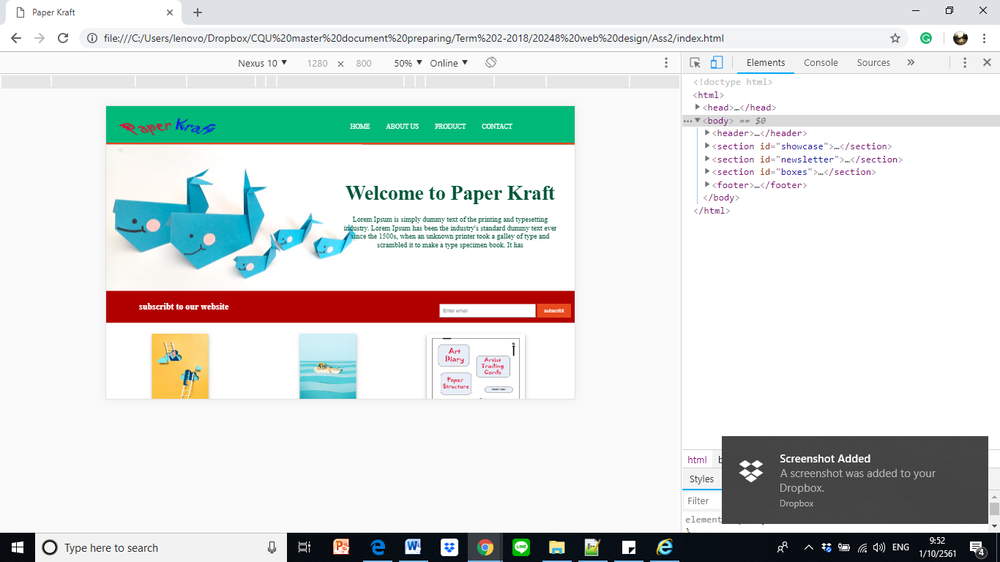 Paper Kraft
file:///C:/Users/lenovo/Dropbox/CQU%20master%20document%20preparing/Term%202-2018/20248%20web%20design/Ass2/index.html
Nexus 10 ▼ 1280 × 800 50% ▼ Online ▼
Elements Console Sources »
<!doctype html>
<html>
<head>…</head>
<body> == $0
<header>…</header>
<section id="showcase">…</section>
<section id="newsletter">…</section>
<section id="boxes">…</section>
<footer>…</footer>
</body>
</html>
Paper Kraft
HOME ABOUT US PRODUCT CONTACT
Welcome to Paper Kraft
Lorem Ipsum is simply dummy text of the printing and typesetting
industry. Lorem Ipsum has been the industry's standard dummy text ever
since the 1500s, when an unknown printer took a galley of type and
scrambled it to make a type specimen book. It has
subscribt to our website
Enter email subscribt
Art
Diary
Artist
Trading
Cards
Paper
Structure
html
Styles
Filter
element
}
Screenshot Added
A screenshot was added to your
Dropbox.
Dropbox
Type here to search
ENG
9:52
1/10/2561
4